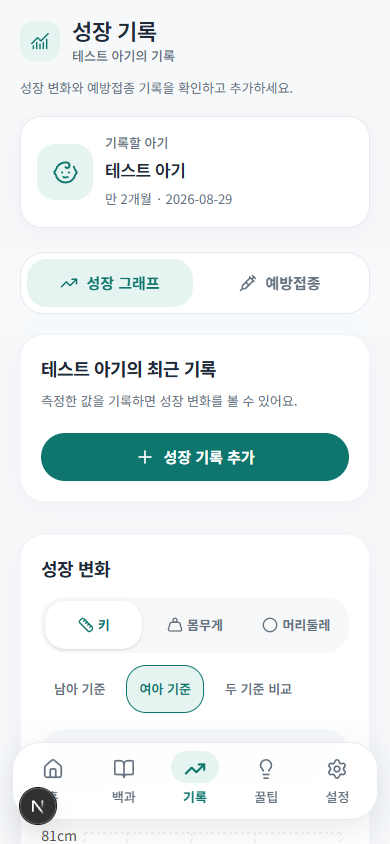 성장 기록
테스트 아기의 기록
성장 변화와 예방접종 기록을 확인하고 추가하세요.
기록할 아기
테스트 아기
만 2개월 · 2026-08-29
성장 그래프
예방접종
테스트 아기의 최근 기록
측정한 값을 기록하면 성장 변화를 볼 수 있어요.
+ 성장 기록 추가
성장 변화
키
몸무게
머리둘레
남아 기준
여아 기준
두 기준 비교
백과
기록
꿀팁
설정
N
81cm